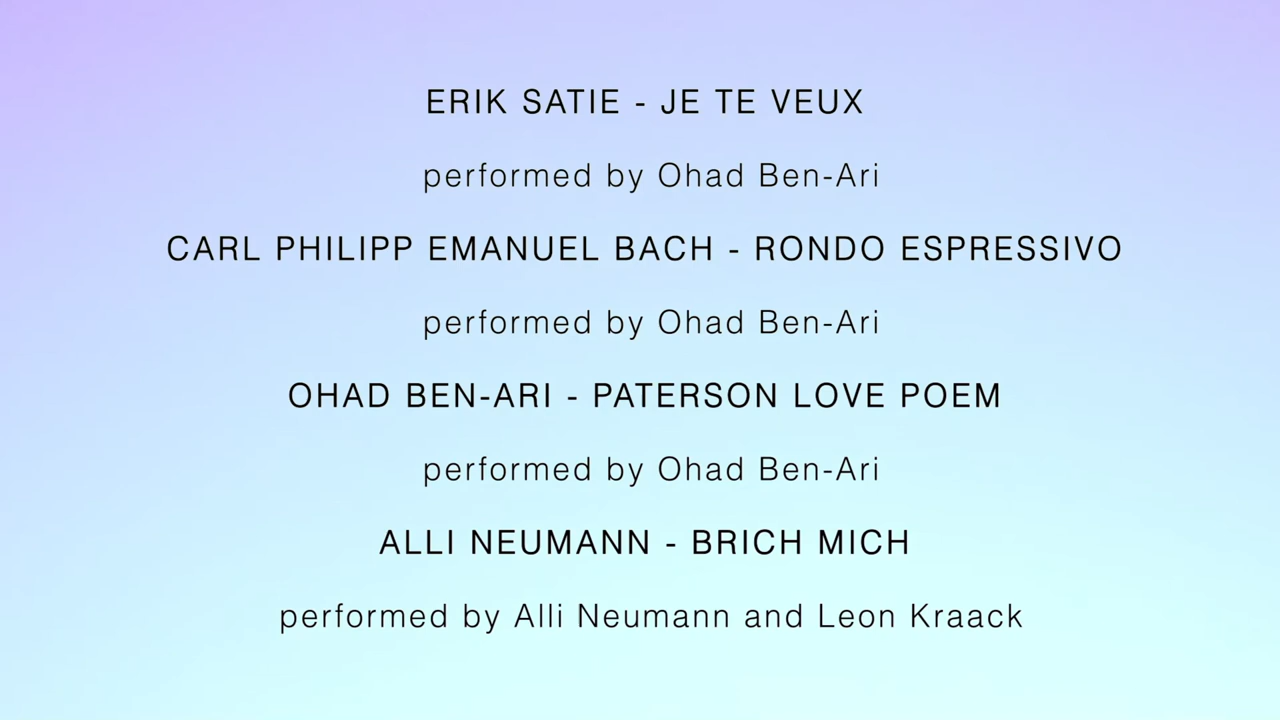 ERIK SATIE - JE TE VEUX
performed by Ohad Ben-Ari
CARL PHILIPP EMANUEL BACH - RONDO ESPRESSIVO
performed by Ohad Ben-Ari
OHAD BEN-ARI - PATERSON LOVE POEM
performed by Ohad Ben-Ari
ALLI NEUMANN - BRICH MICH
performed by Alli Neumann and Leon Kraack